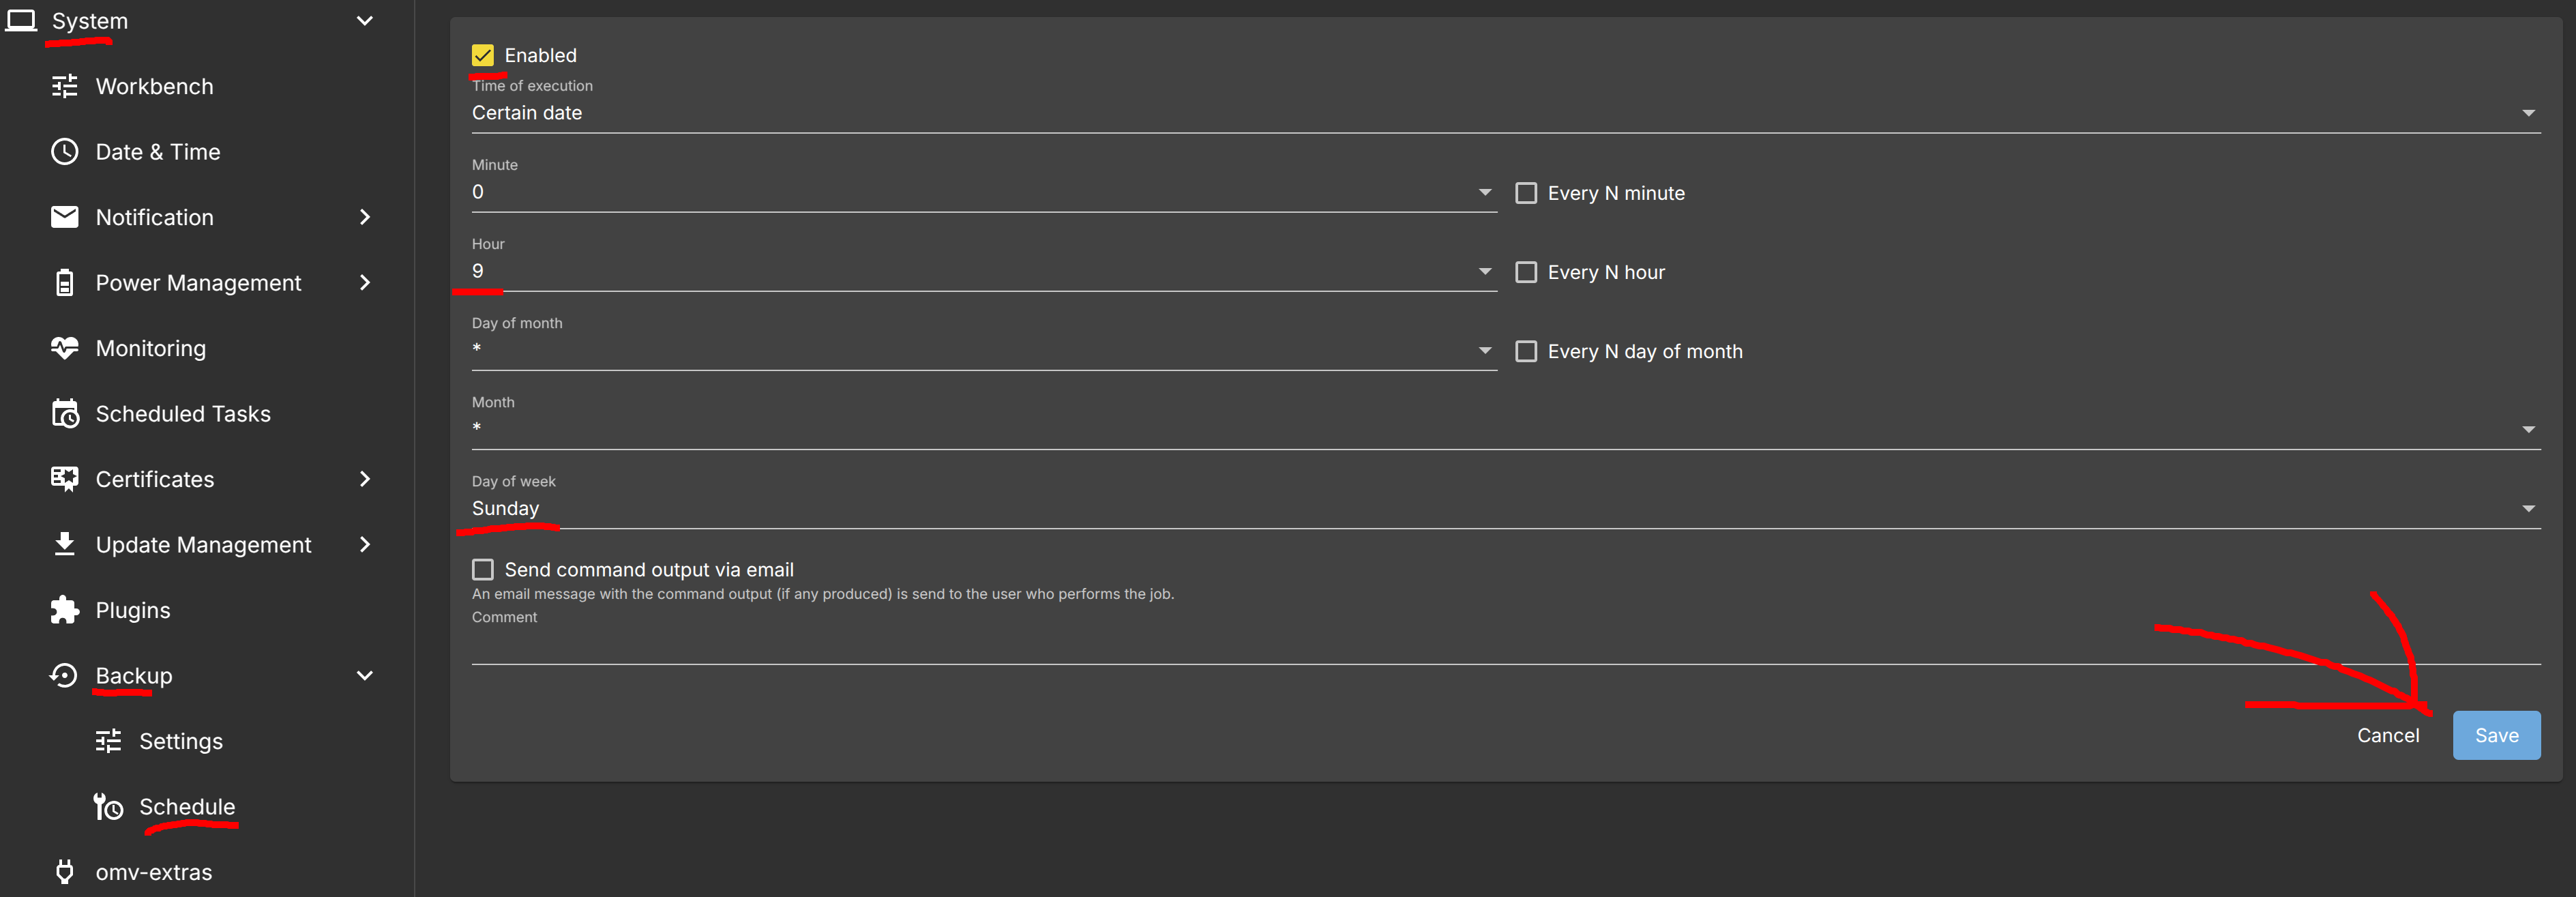 System
Workbench
Date & Time
Notification
Power Management
Monitoring
Scheduled Tasks
Certificates
Update Management
Plugins
Backup
Settings
Schedule
omv-extras
Enabled
Time of execution
Certain date
Minute
0
Every N minute
Hour
9
Every N hour
Day of month
*
Every N day of month
Month
*
Day of week
Sunday
Send command output via email
An email message with the command output (if any produced) is send to the user who performs the job.
Comment
Cancel
Save